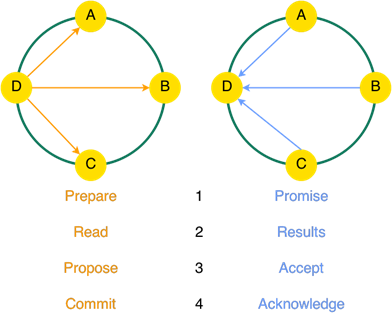 A A
D B D B
C C
Prepare 1 Promise
Read 2 Results
Propose 3 Accept
Commit 4 Acknowledge